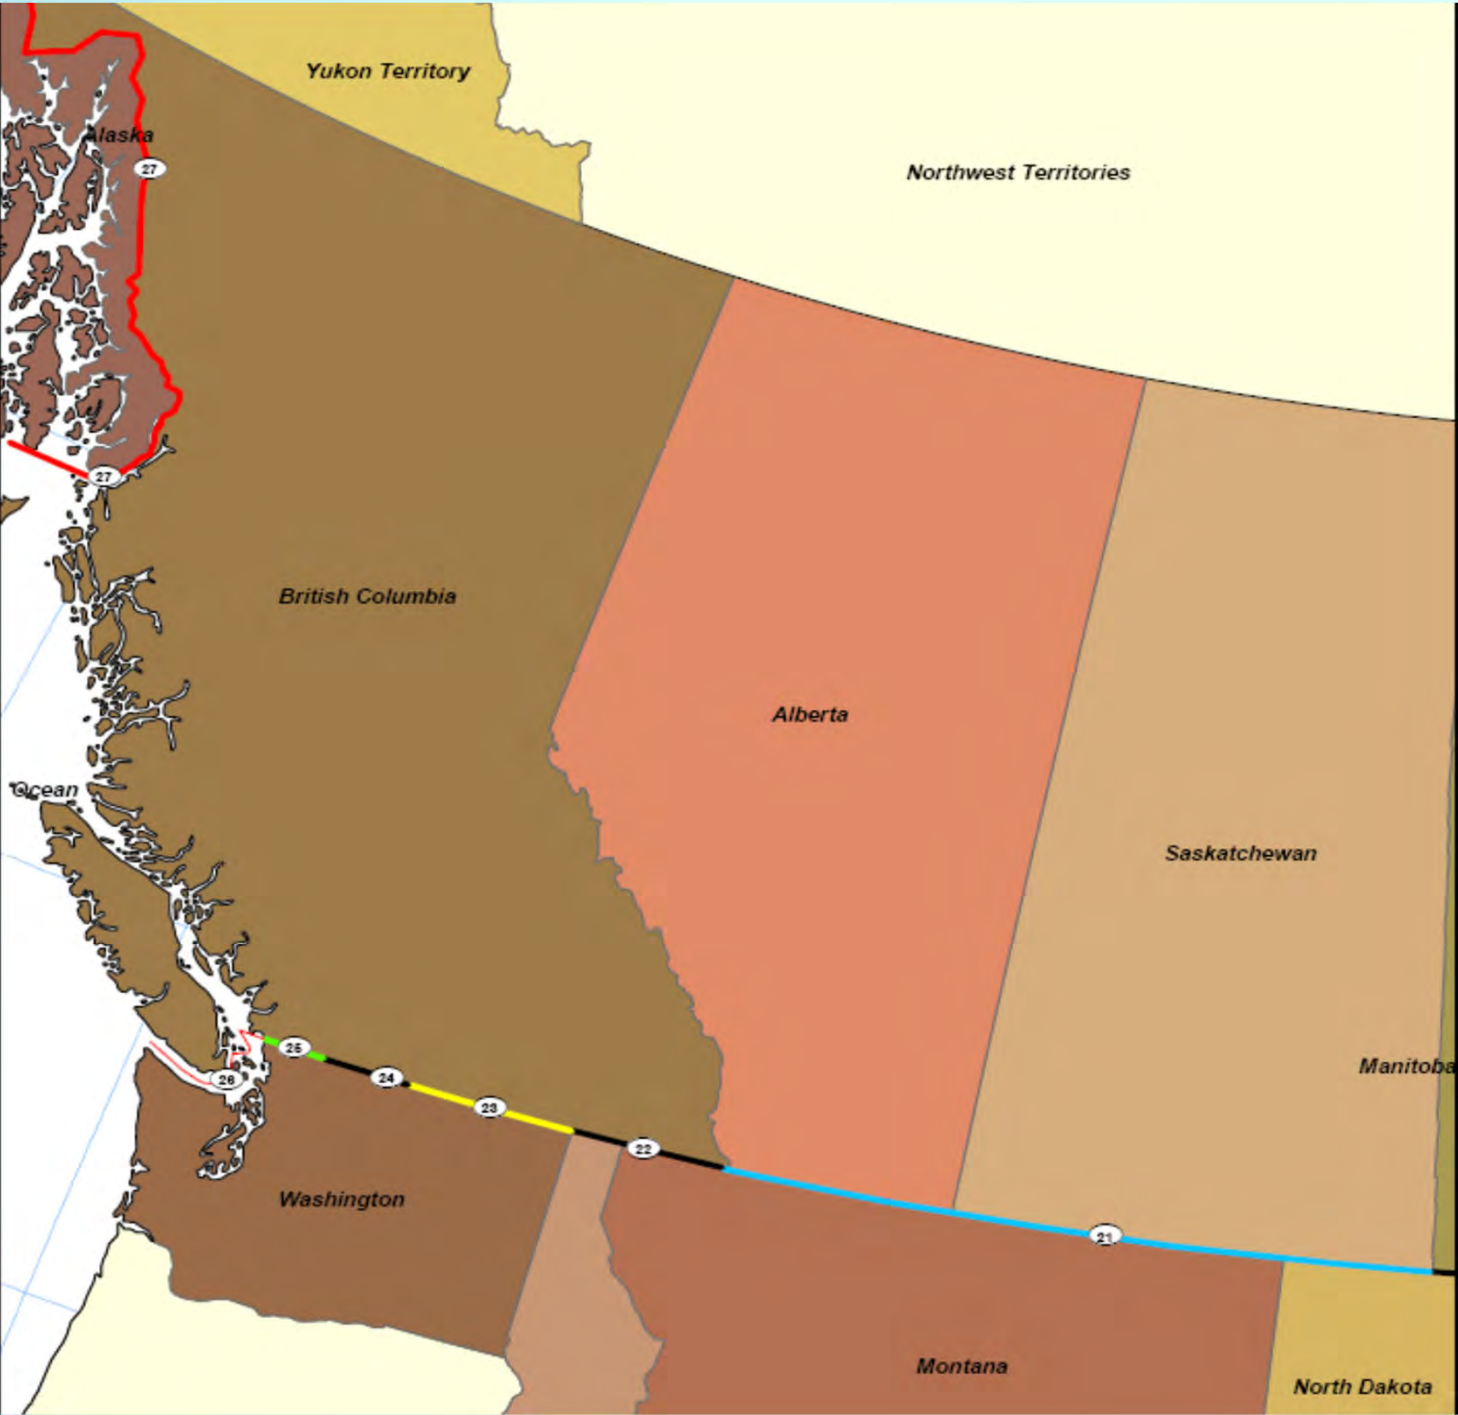 Yukon Territory
Alaska
27
Northwest Territories
27
British Columbia
Alberta
Ocean
Saskatchewan
25
Manitoba
26
24
23
22
Washington
21
Montana
North Dakota